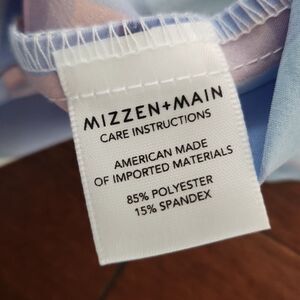 MIZZEN+MAIN
CARE INSTRUCTIONS
AMERICAN MADE
OF IMPORTED MATERIALS
85% POLYESTER
15% SPANDEX